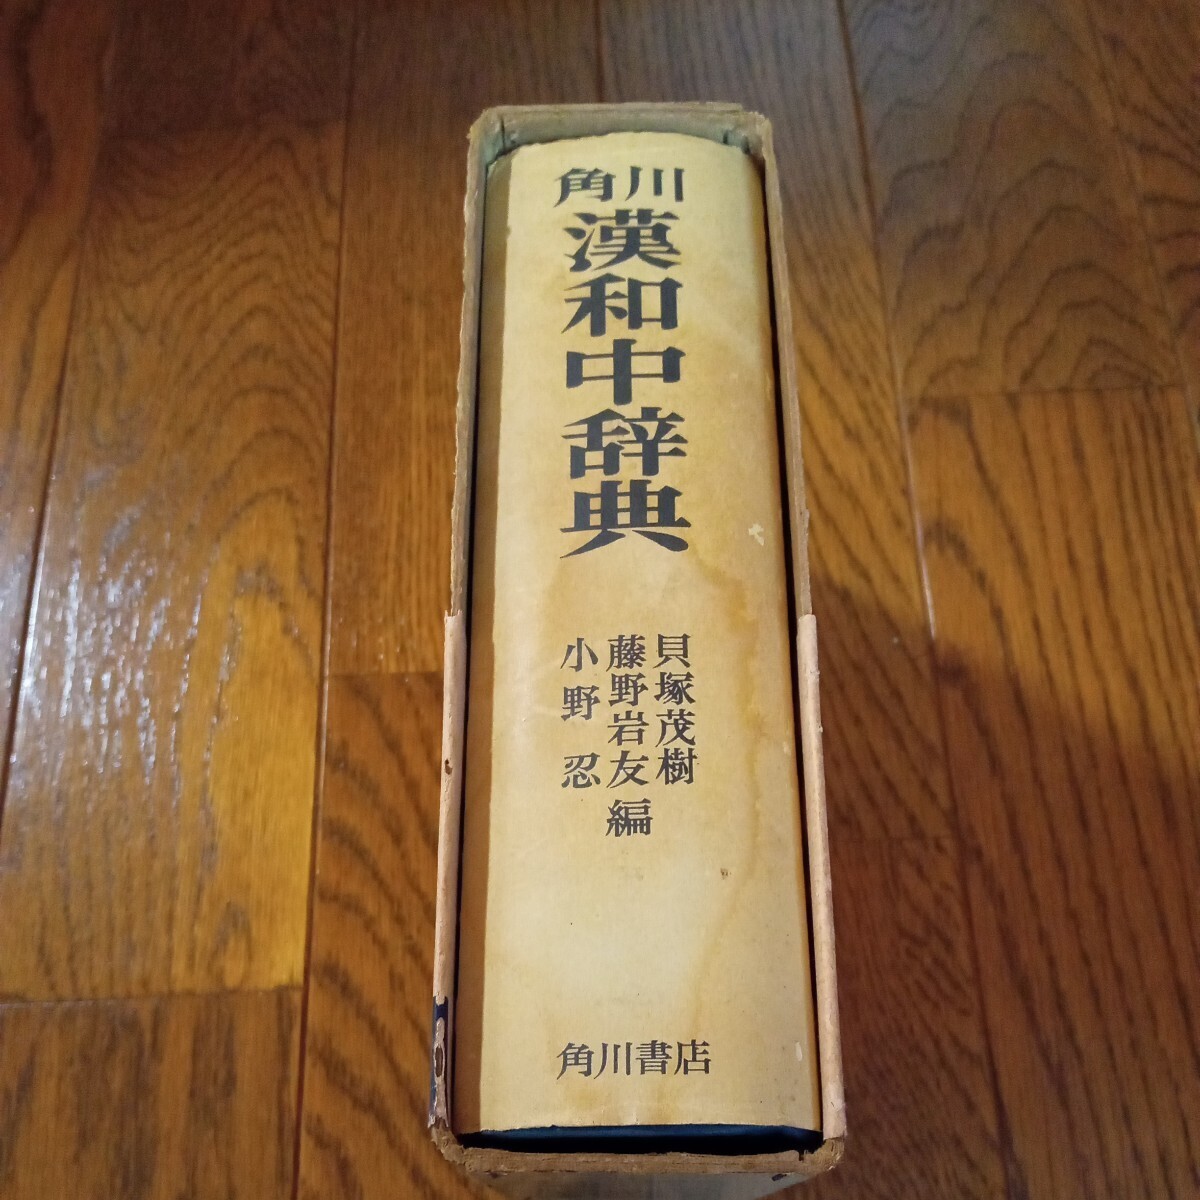 角川
漢和中辞典
貝塚茂樹
藤野岩友編
小野忍
角川書店